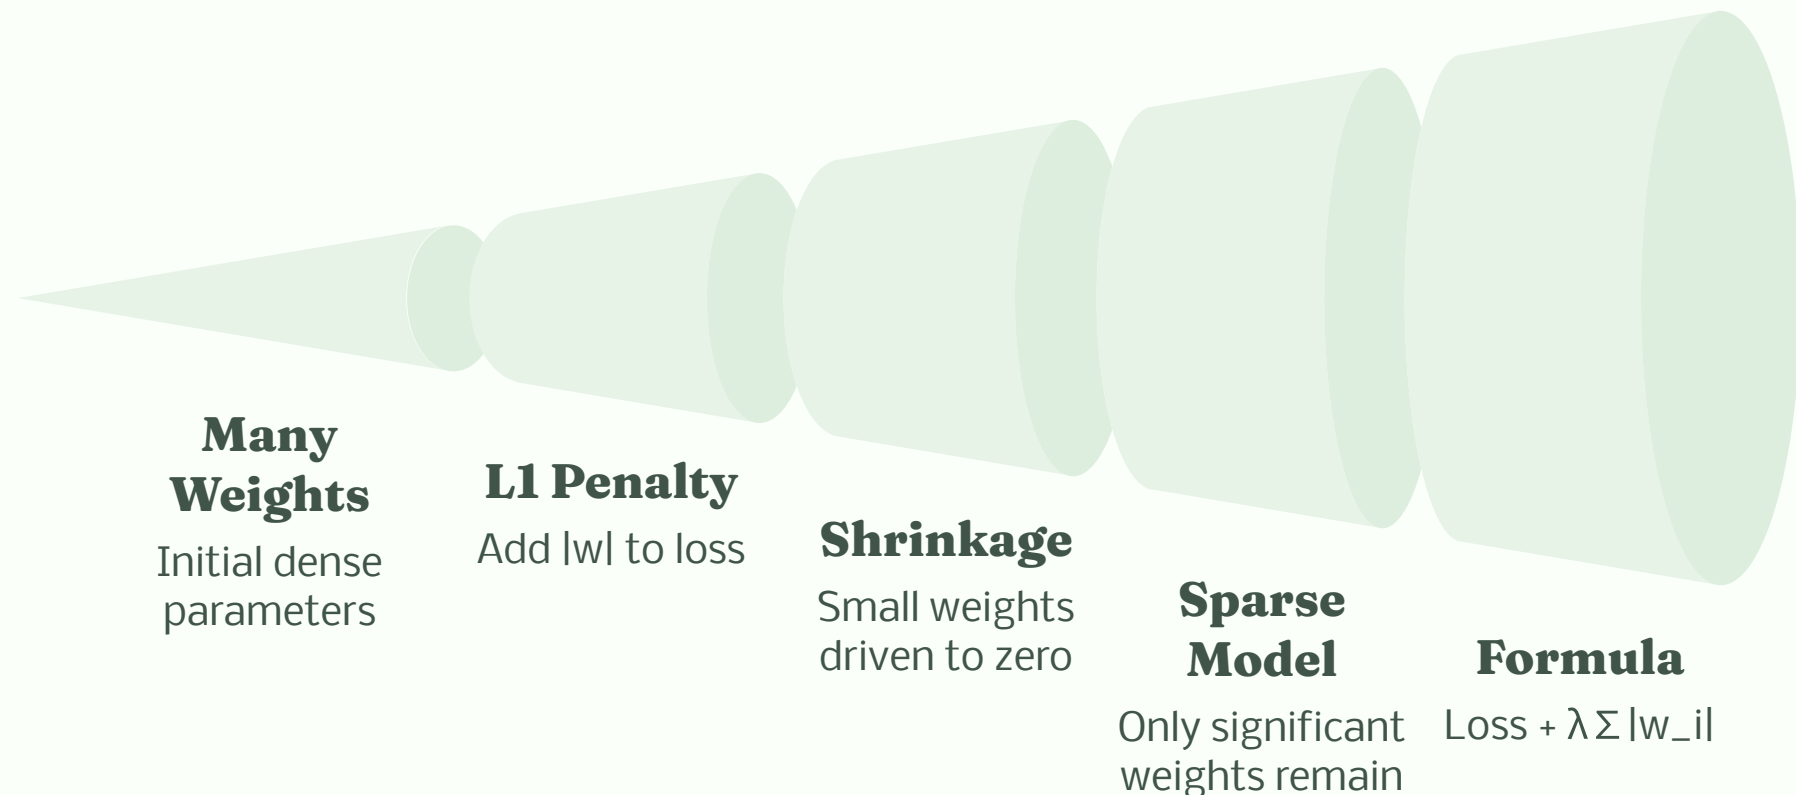 Many
Weights
Initial dense
parameters
L1 Penalty
Add |w| to loss
Shrinkage
Small weights
driven to zero
Sparse
Model
Only significant
weights remain
Formula
Loss + λ Σ |w_i|